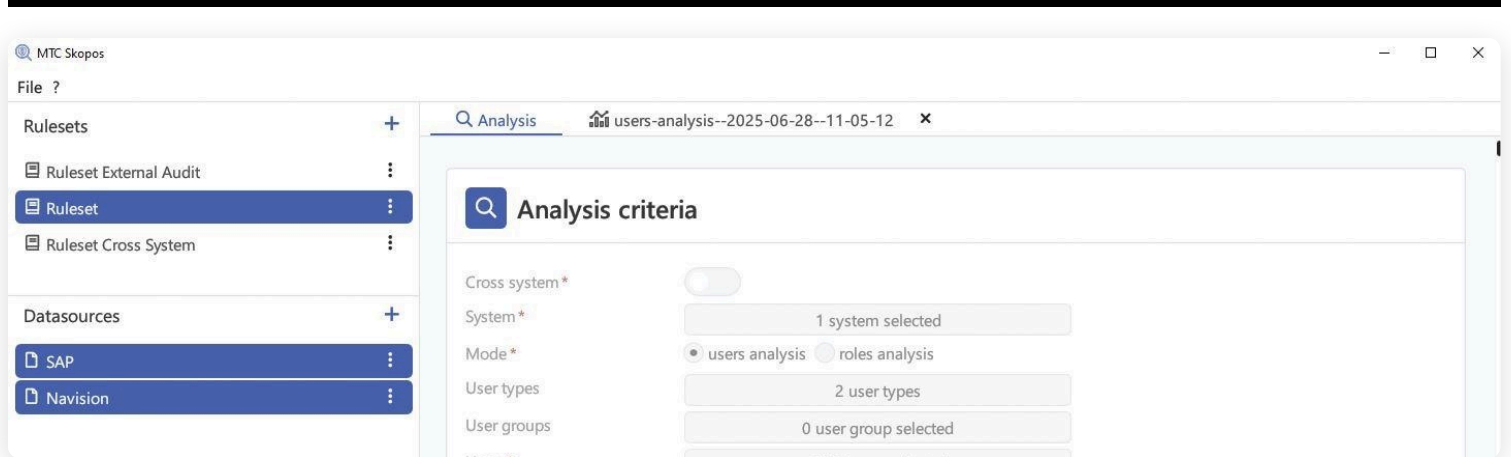 MTC Skopos
File ?
Rulesets
Ruleset External Audit
Ruleset
Ruleset Cross System
Datasources
SAP
Navision
Analysis users-analysis--2025-06-28--11-05-12
Analysis criteria
Cross system *
System * 1 system selected
Mode * users analysis roles analysis
User types 2 user types
User groups 0 user group selected